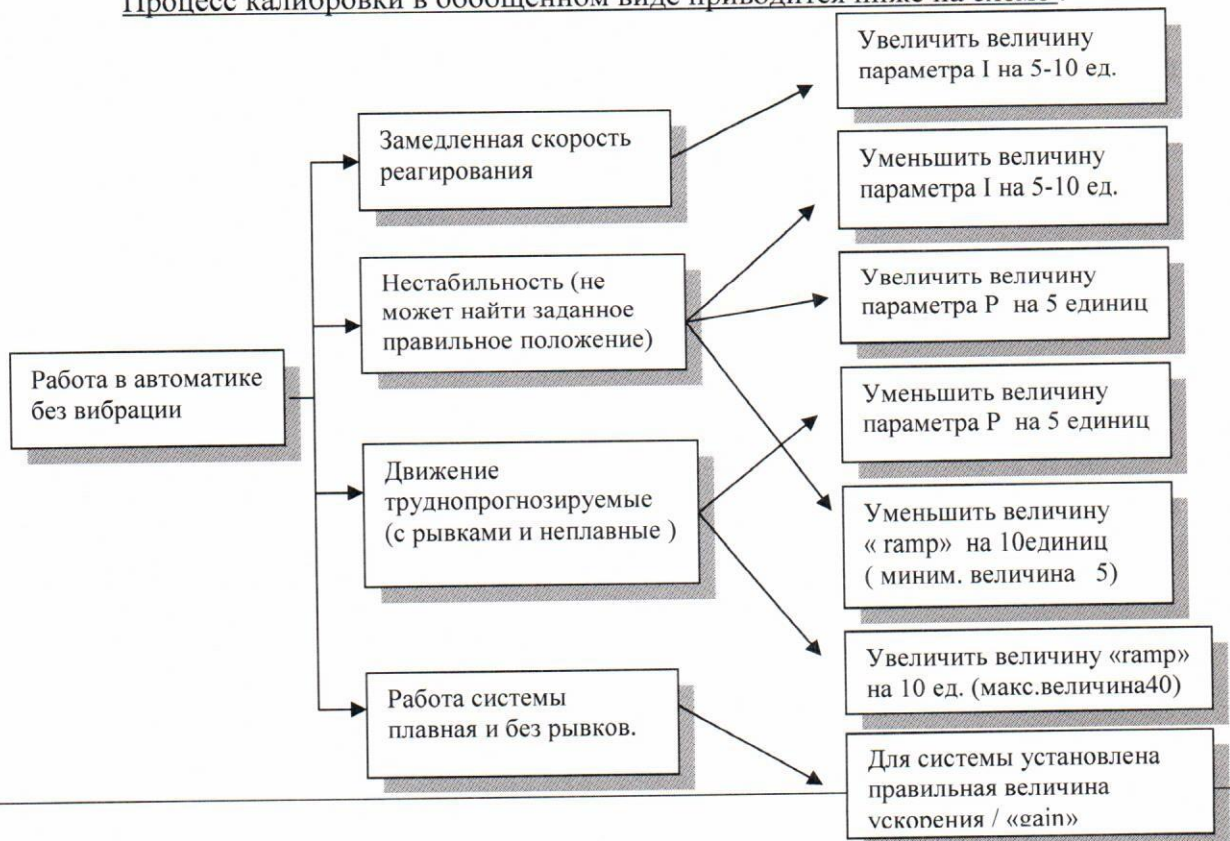 Процесс калибровки в обобщенном виде приводится ниже на
Увеличить величину
параметра I на 5-10 ед.
Замедленная скорость
реагирования
Уменьшить величину
параметра I на 5-10 ед.
Нестабильность (не
может найти заданное
правильное положение)
Увеличить величину
параметра P на 5 единиц
Работа в автоматике
без вибрации
Уменьшить величину
параметра P на 5 единиц
Движение
труднопрогнозируемые
(с рывками и неплавные )
Уменьшить величину
« ramp» на 10единиц
( миним. величина 5)
Увеличить величину «ramp»
на 10 ед. (макс.величина40)
Работа системы
плавная и без рывков.
Для системы установлена
правильная величина
ускорения / «gain»